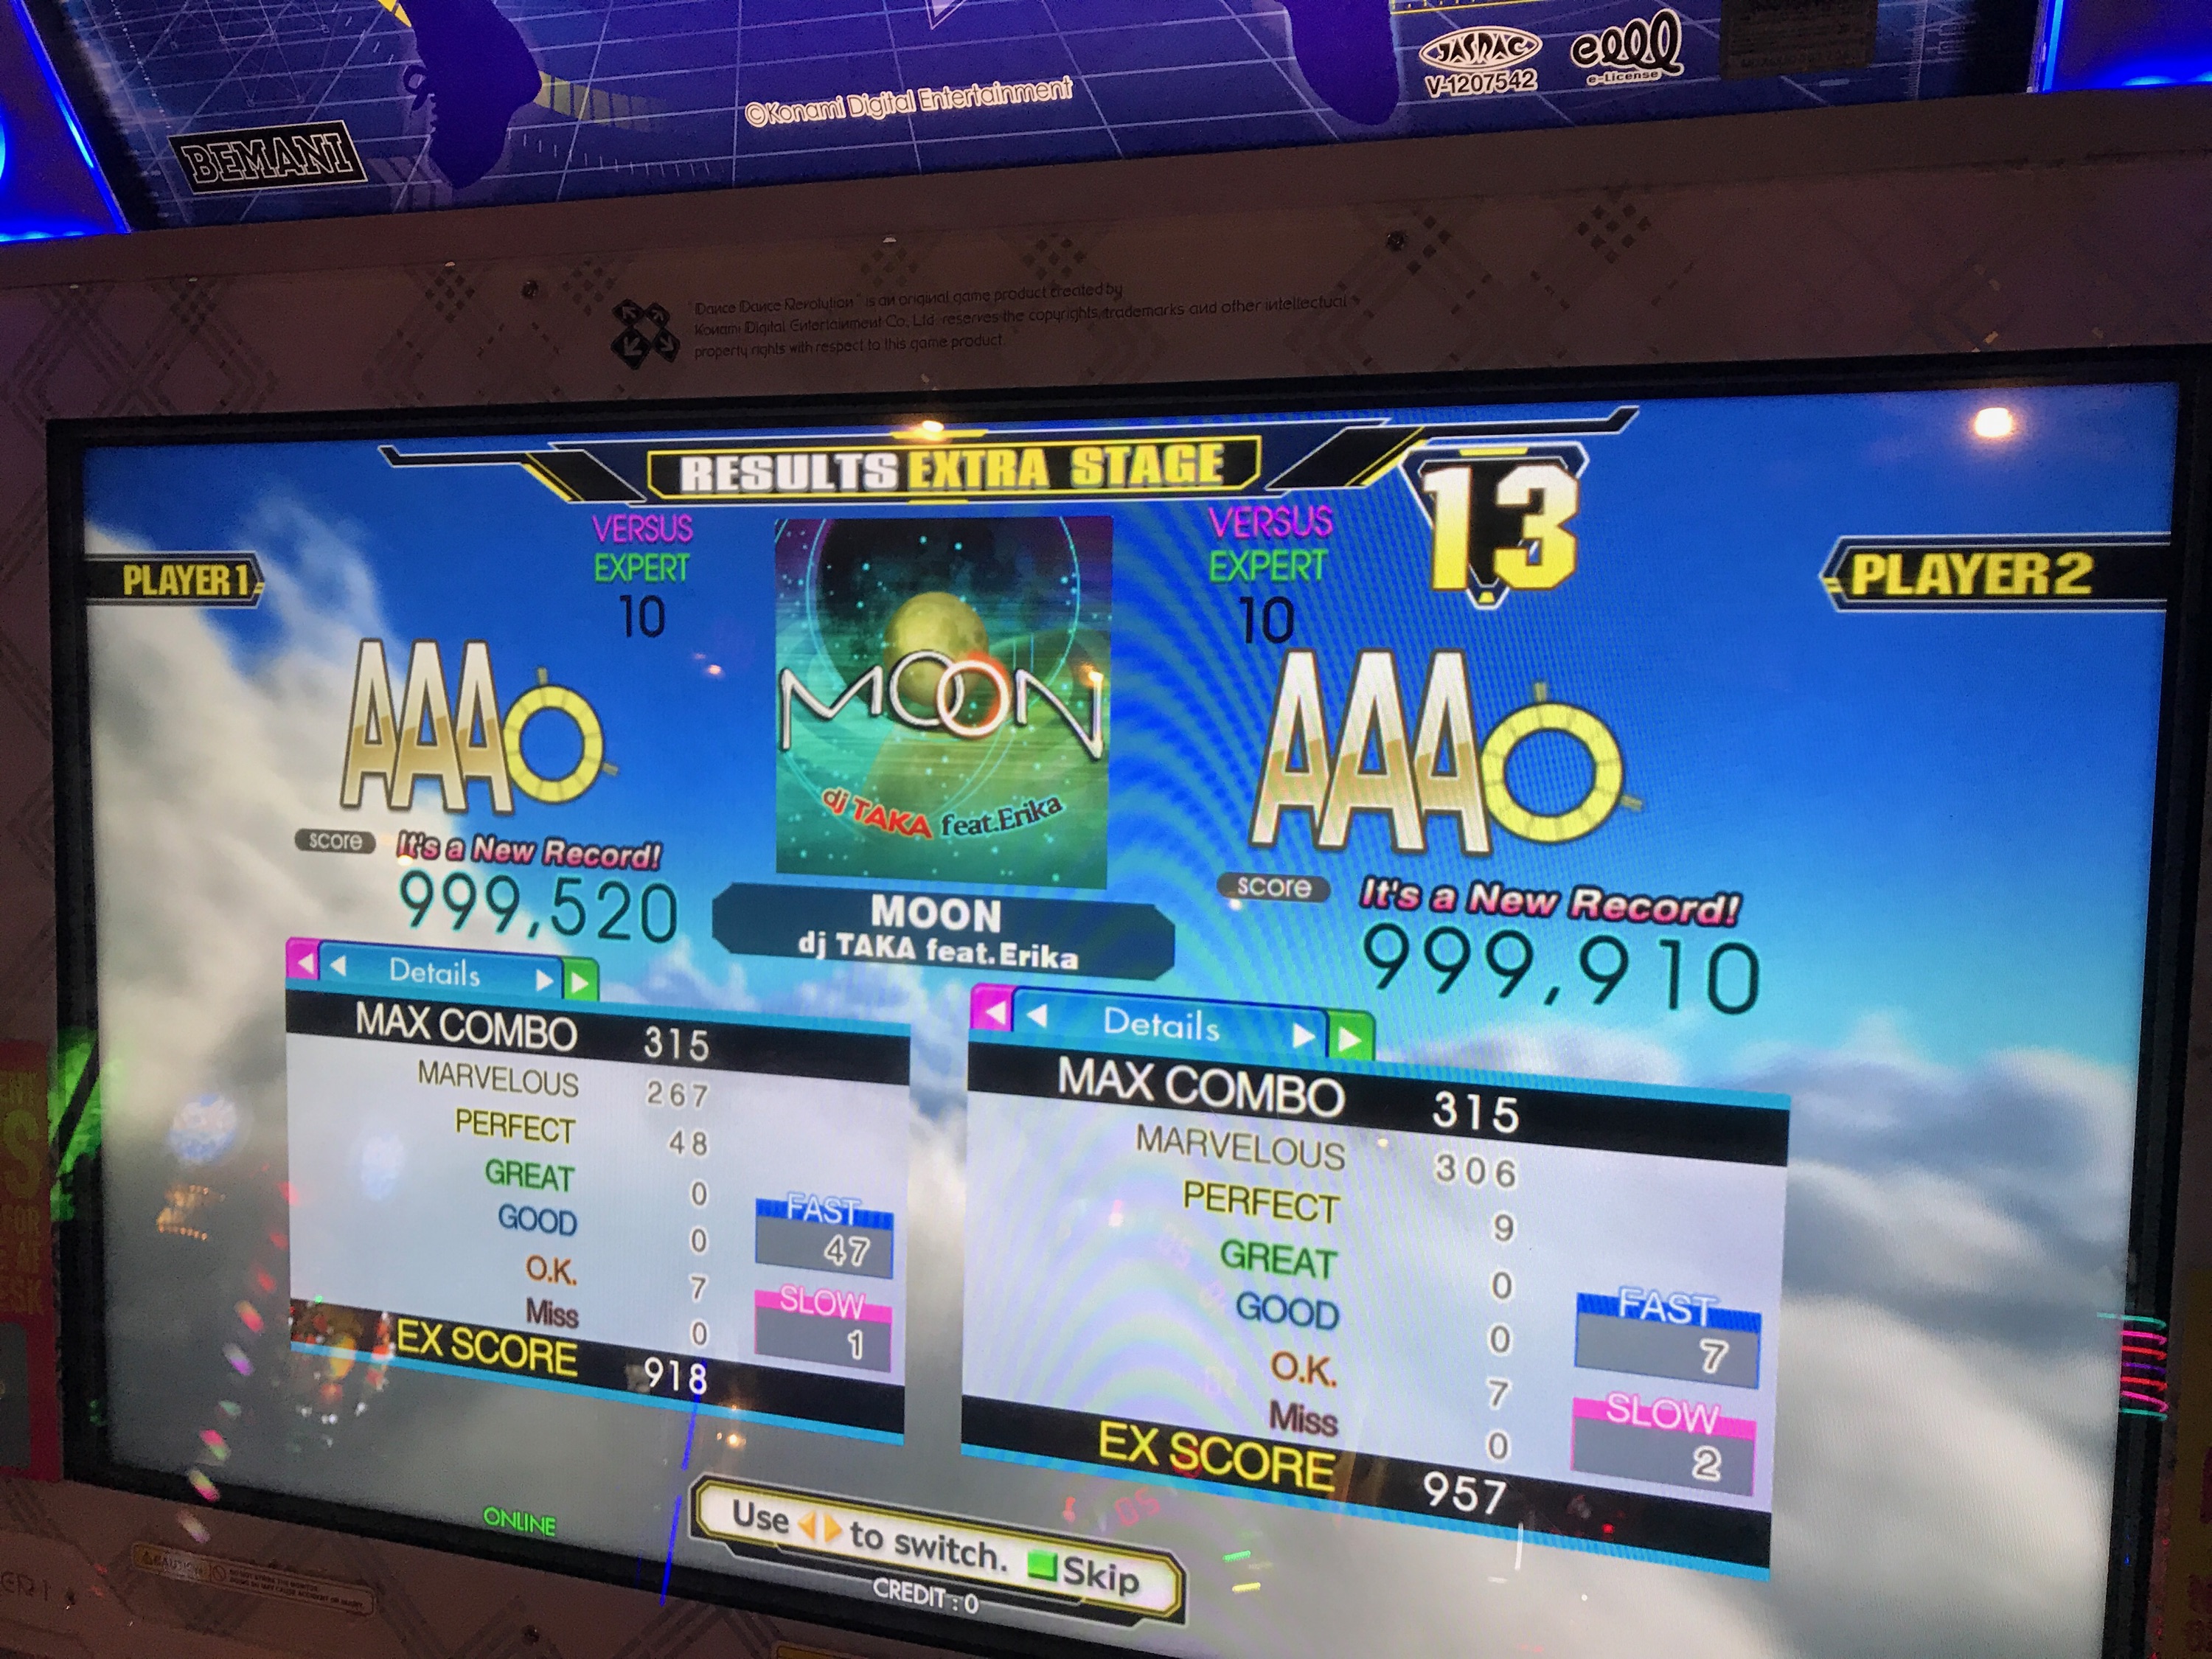 BEMANI
©Konami Digital Entertainment
JASRAC
V-1207542
elll
e-License
"Dance Dance Revolution" is an original game product created by
Konami Digital Entertainment Co., Ltd. reserves the copyrights, trademarks and other intellectual
property rights with respect to this game product.
RESULTS EXTRA STAGE
13
PLAYER 1
VERSUS
EXPERT
10
VERSUS
EXPERT
10
PLAYER 2
AAA
MOON
dj TAKA feat.Erika
AAA
score It's a New Record!
999,520
MOON
dj TAKA feat.Erika
score It's a New Record!
999,910
Details
MAX COMBO 315
MARVELOUS 267
PERFECT 48
GREAT 0
GOOD 0
O.K. 7
Miss 0
EX SCORE 918
FAST
47
SLOW
1
Details
MAX COMBO 315
MARVELOUS 306
PERFECT 9
GREAT 0
GOOD 0
O.K. 7
Miss 0
EX SCORE 957
FAST
7
SLOW
2
ONLINE
Use to switch. Skip
CREDIT : 0
CAUTION